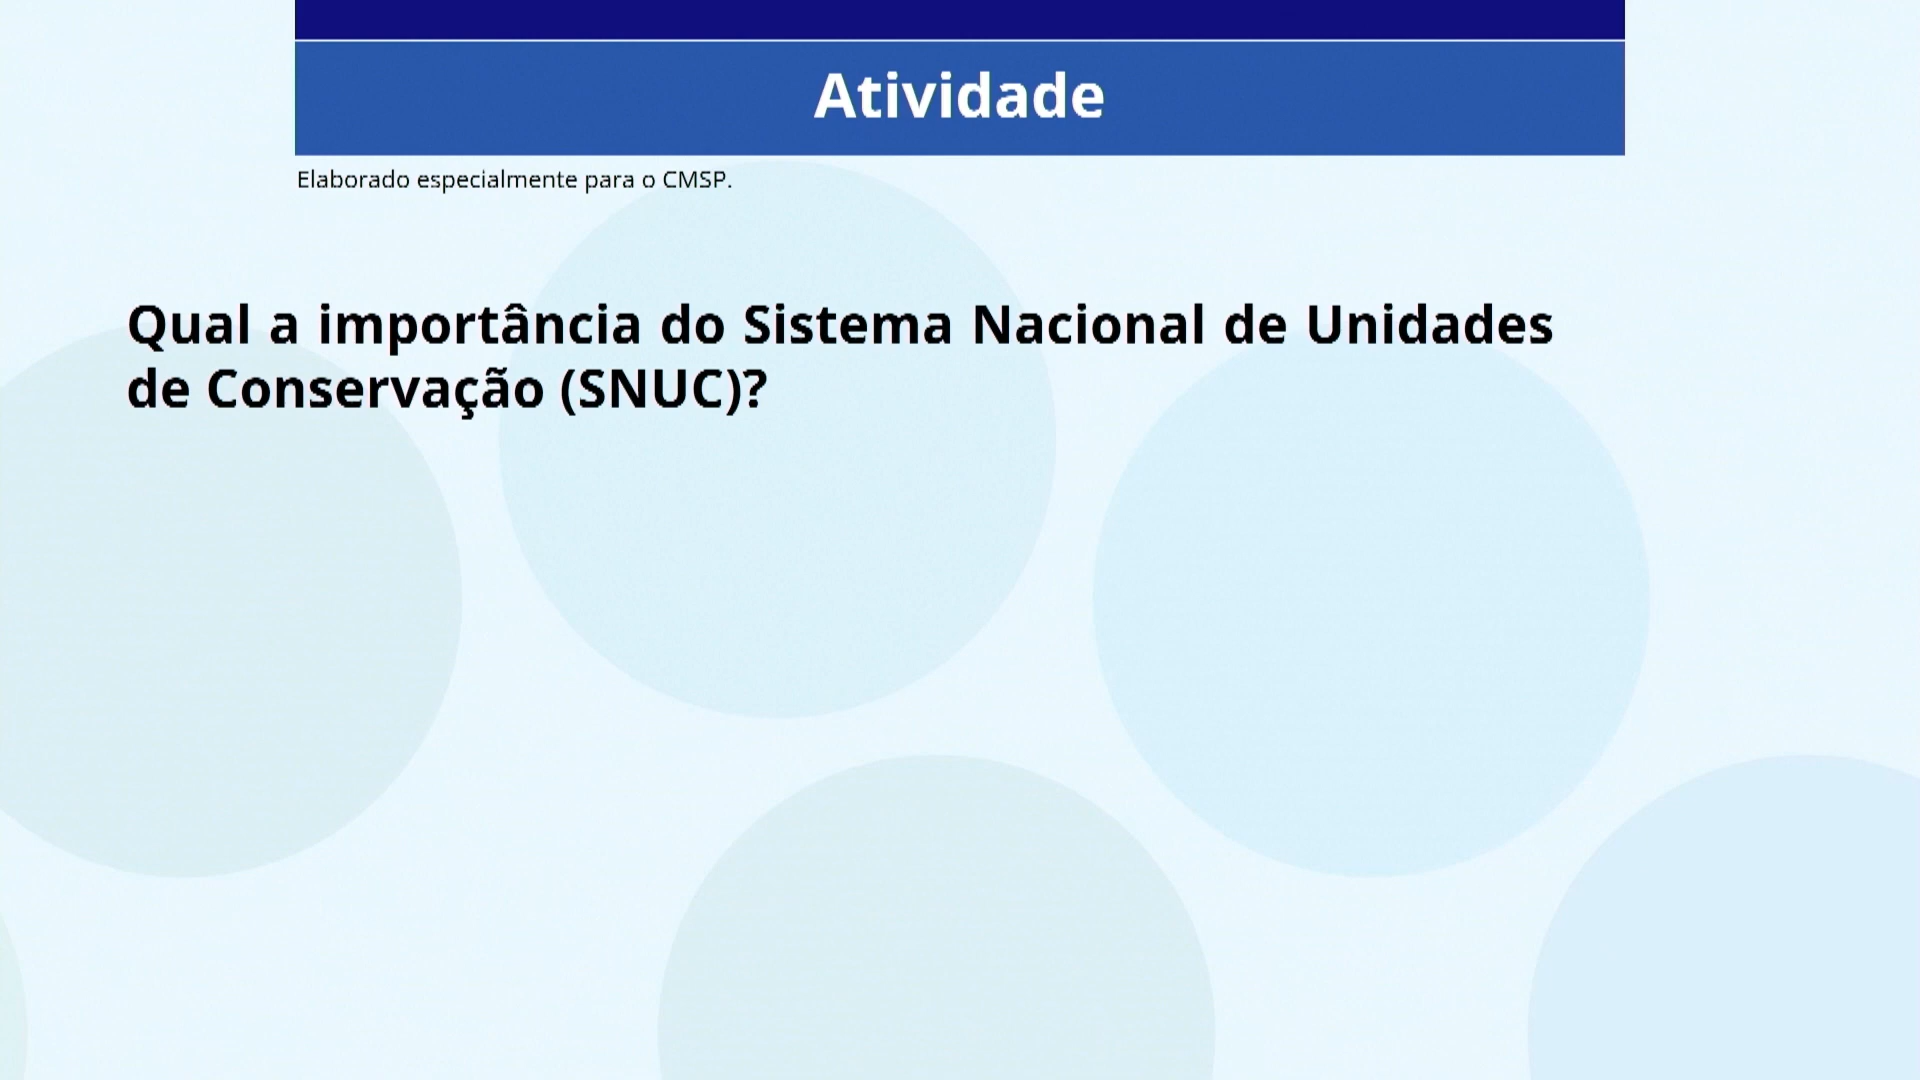 Atividade
Elaborado especialmente para o CMSP.
Qual a importância do Sistema Nacional de Unidades
de Conservação (SNUC)?